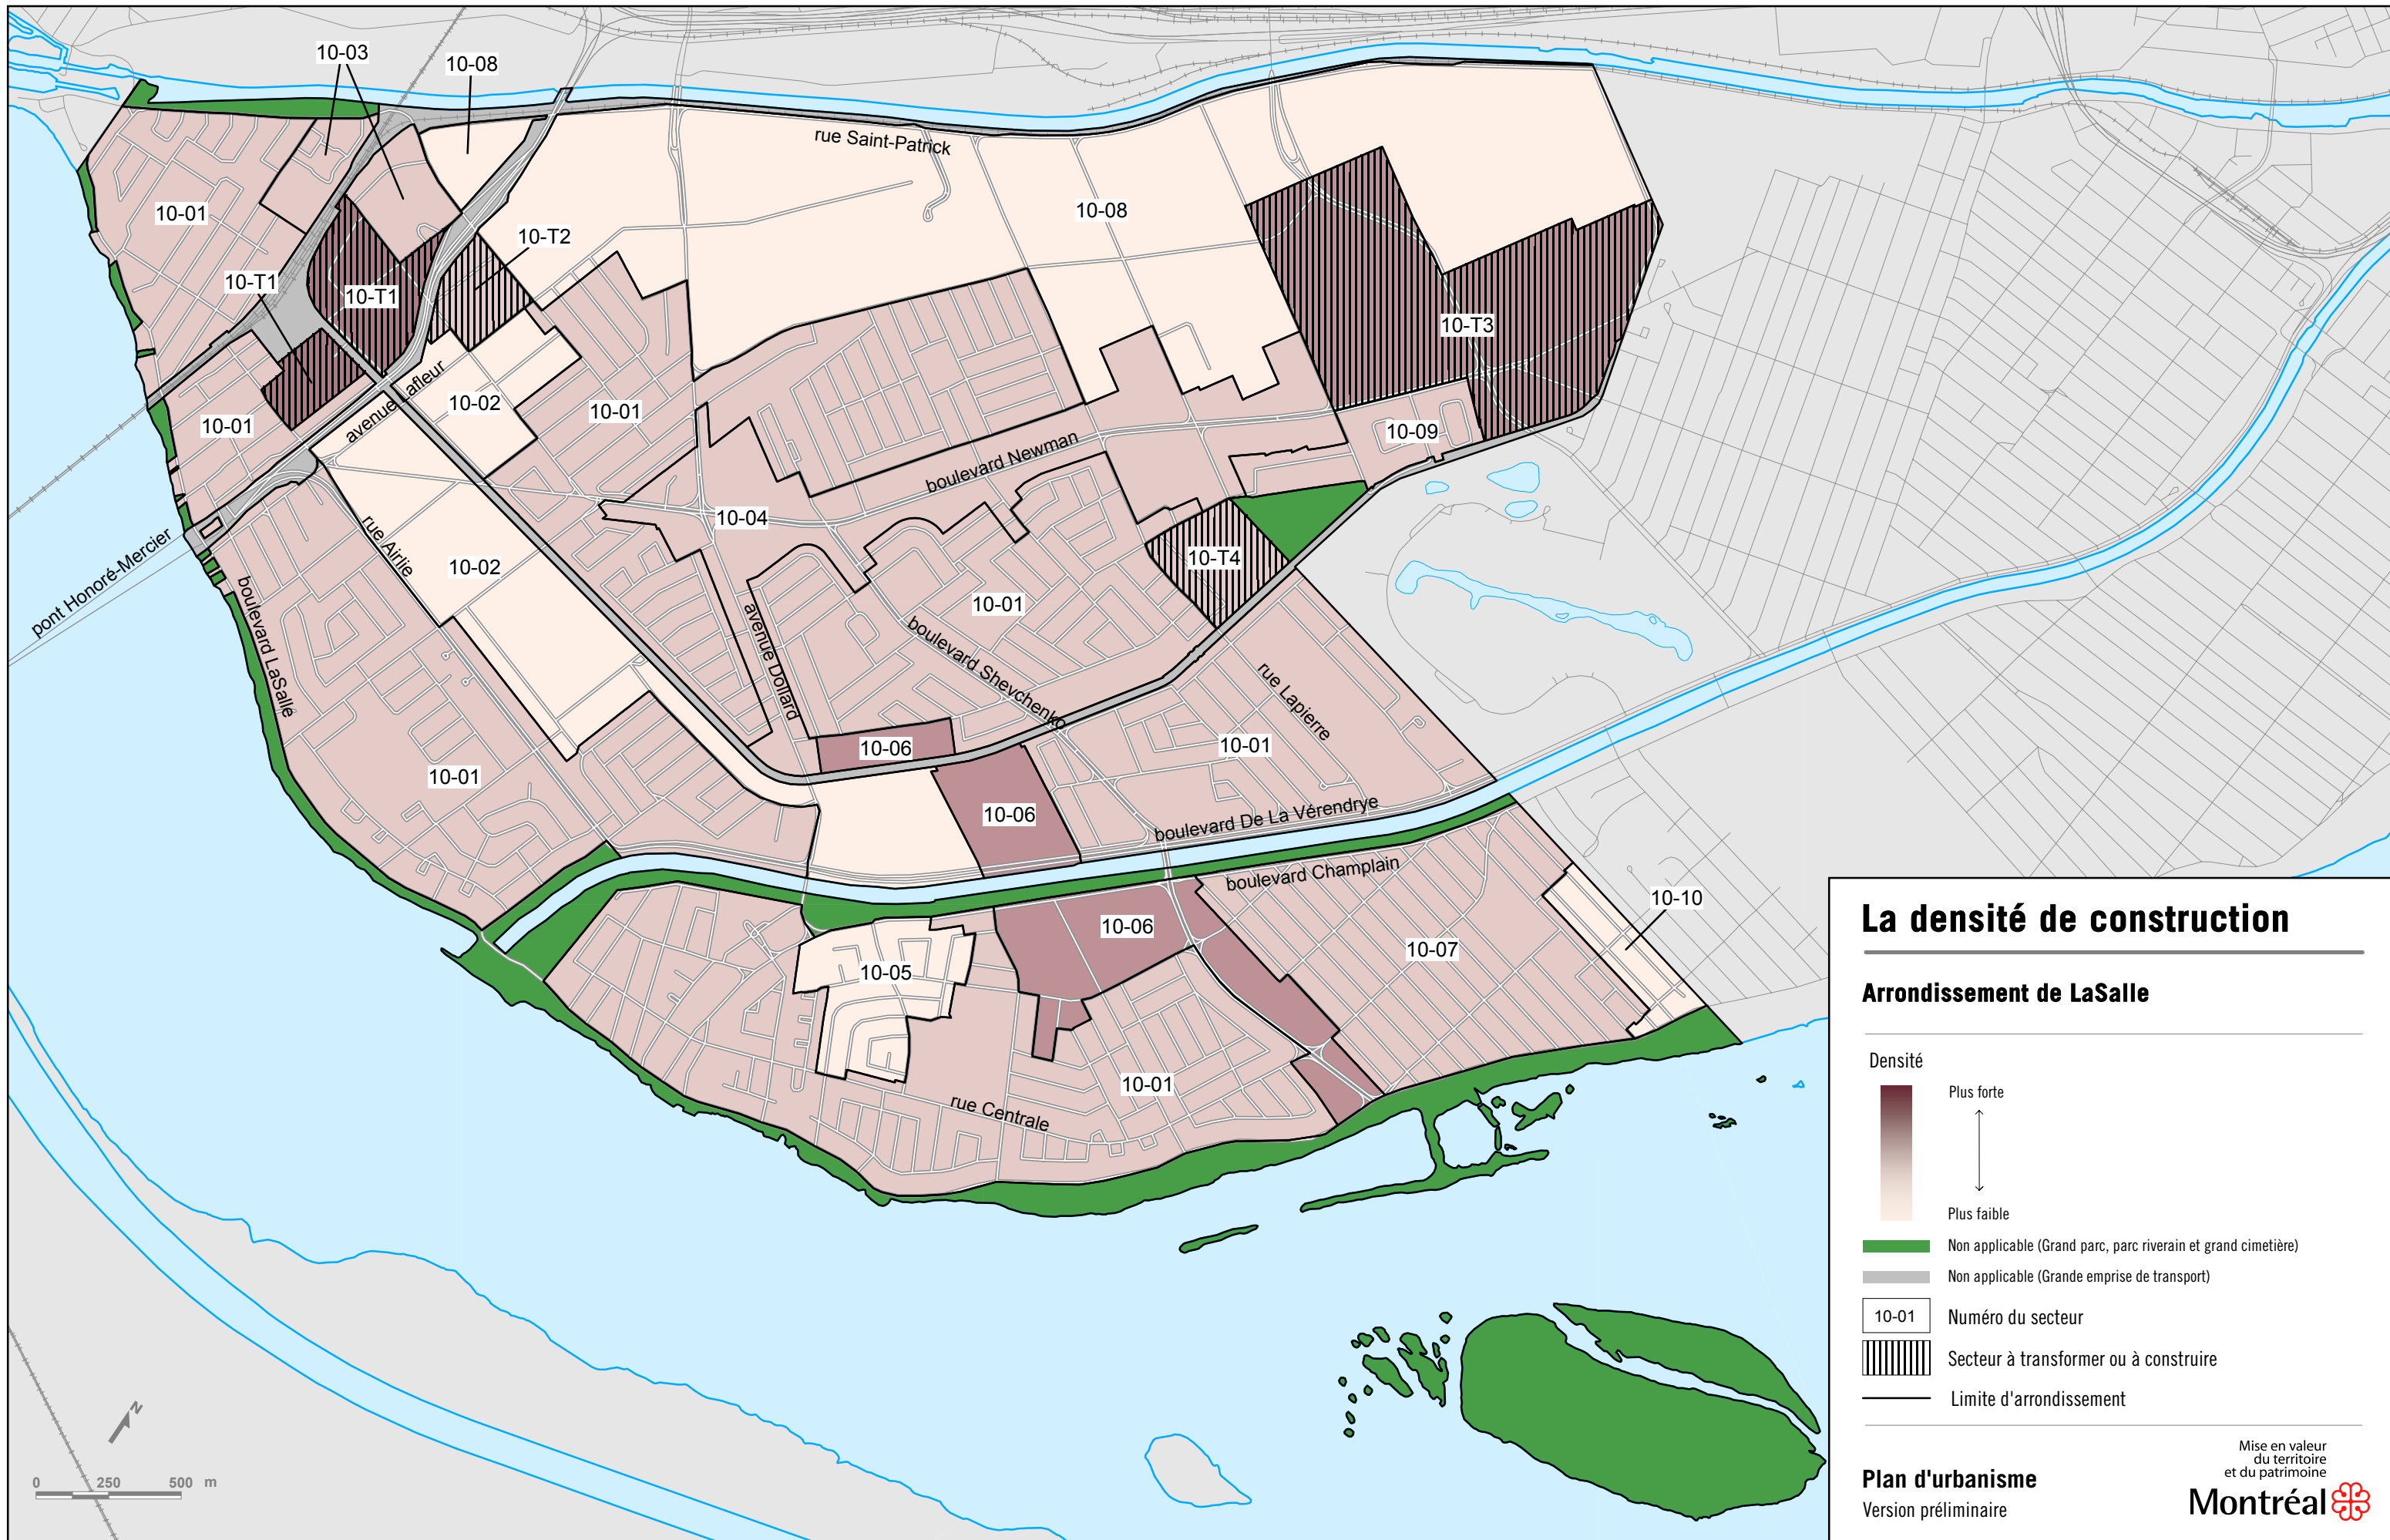 10-03
10-08
10-01
10-T2
10-T1
10-T1
rue Saint-Patrick
10-08
10-T3
avenue Lafleur
10-02
10-01
10-01
10-09
boulevard Newman
10-04
10-T4
pont Honoré-Mercier
rue Airlie
10-02
boulevard LaSalle
10-01
avenue Dollard
boulevard Shevchenko
rue Lapierre
10-06
10-01
10-01
10-06
boulevard De La Vérendrye
boulevard Champlain
10-06
10-07
10-10
10-05
10-01
rue Centrale
N
0 250 500 m
La densité de construction
Arrondissement de LaSalle
Densité
Plus forte
Plus faible
Non applicable (Grand parc, parc riverain et grand cimetière)
Non applicable (Grande emprise de transport)
10-01 Numéro du secteur
Secteur à transformer ou à construire
Limite d'arrondissement
Plan d'urbanisme
Version préliminaire
Mise en valeur
du territoire
et du patrimoine
Montréal